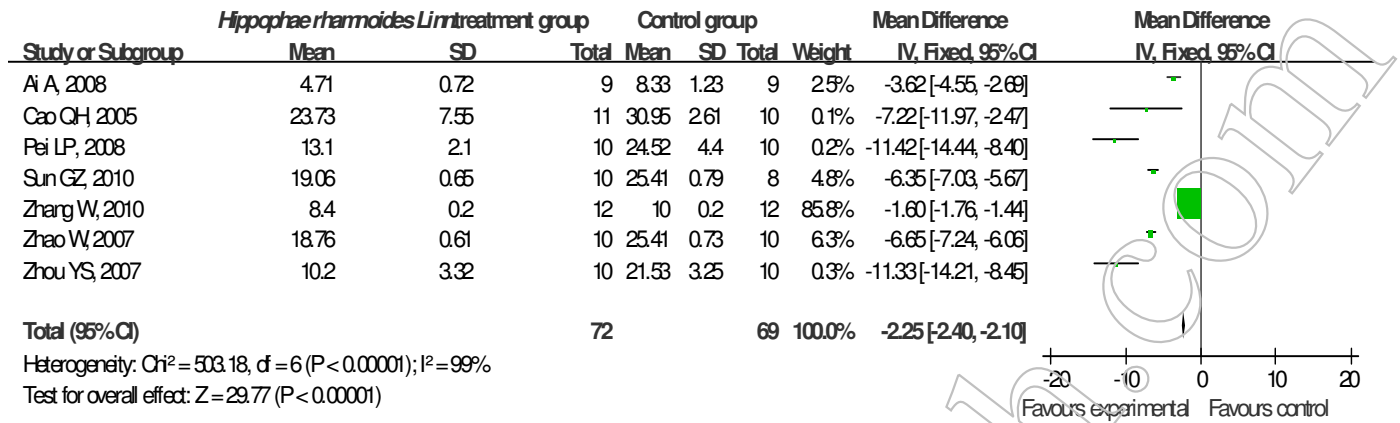 Hippophae rhamnoides Linn treatment group Control group Mean Difference Mean Difference
Study or Subgroup Mean SD Total Mean SD Total Weight IV, Fixed, 95% CI IV, Fixed, 95% CI
Ai A, 2008 4.71 0.72 9 8.33 1.23 9 2.5% -3.62 [-4.55, -2.69]
Cao QH, 2005 23.73 7.55 11 30.95 2.61 10 0.1% -7.22 [-11.97, -2.47]
Pei LP, 2008 13.1 2.1 10 24.52 4.4 10 0.2% -11.42 [-14.44, -8.40]
Sun GZ, 2010 19.06 0.65 10 25.41 0.79 8 4.8% -6.35 [-7.03, -5.67]
Zhang W, 2010 8.4 0.2 12 10 0.2 12 85.8% -1.60 [-1.76, -1.44]
Zhao W, 2007 18.76 0.61 10 25.41 0.73 10 6.3% -6.65 [-7.24, -6.06]
Zhou YS, 2007 10.2 3.32 10 21.53 3.25 10 0.3% -11.33 [-14.21, -8.45]
Total (95% CI) 72 69 100.0% -2.25 [-2.40, -2.10]
Heterogeneity: Chi² = 503.18, df = 6 (P < 0.00001); I² = 99%
Test for overall effect: Z = 29.77 (P < 0.00001)
-20 -10 0 10 20
Favours experimental Favours control
h.com